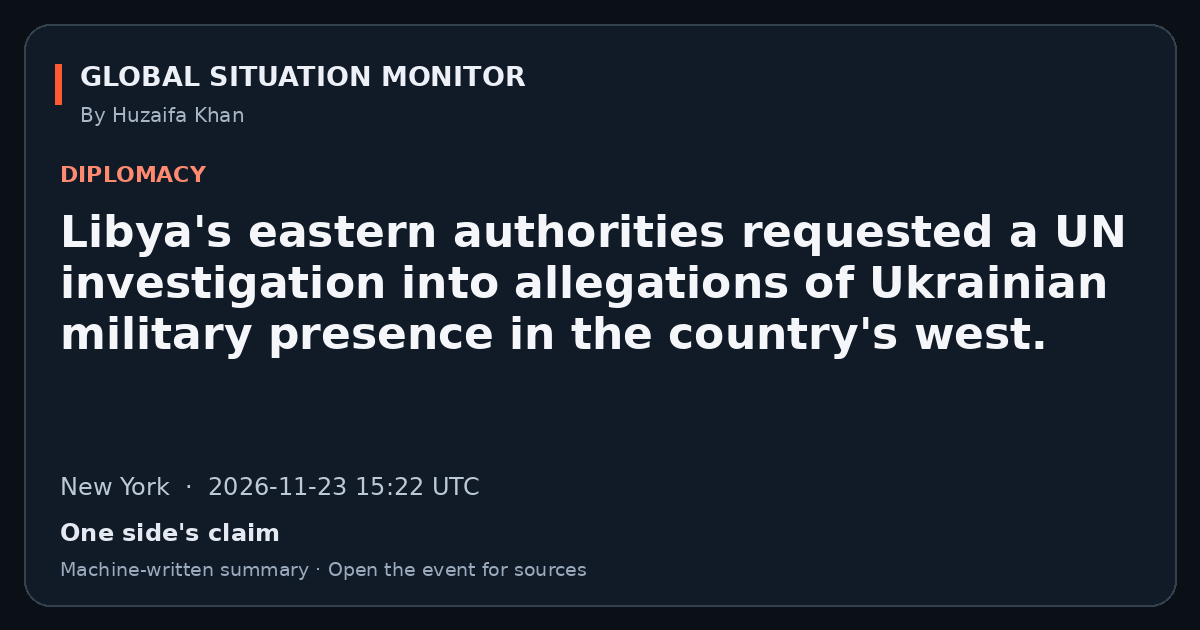 GLOBAL SITUATION MONITOR
By Huzaifa Khan
DIPLOMACY
Libya's eastern authorities requested a UN
investigation into allegations of Ukrainian
military presence in the country's west.
New York · 2026-11-23 15:22 UTC
One side's claim
Machine-written summary · Open the event for sources